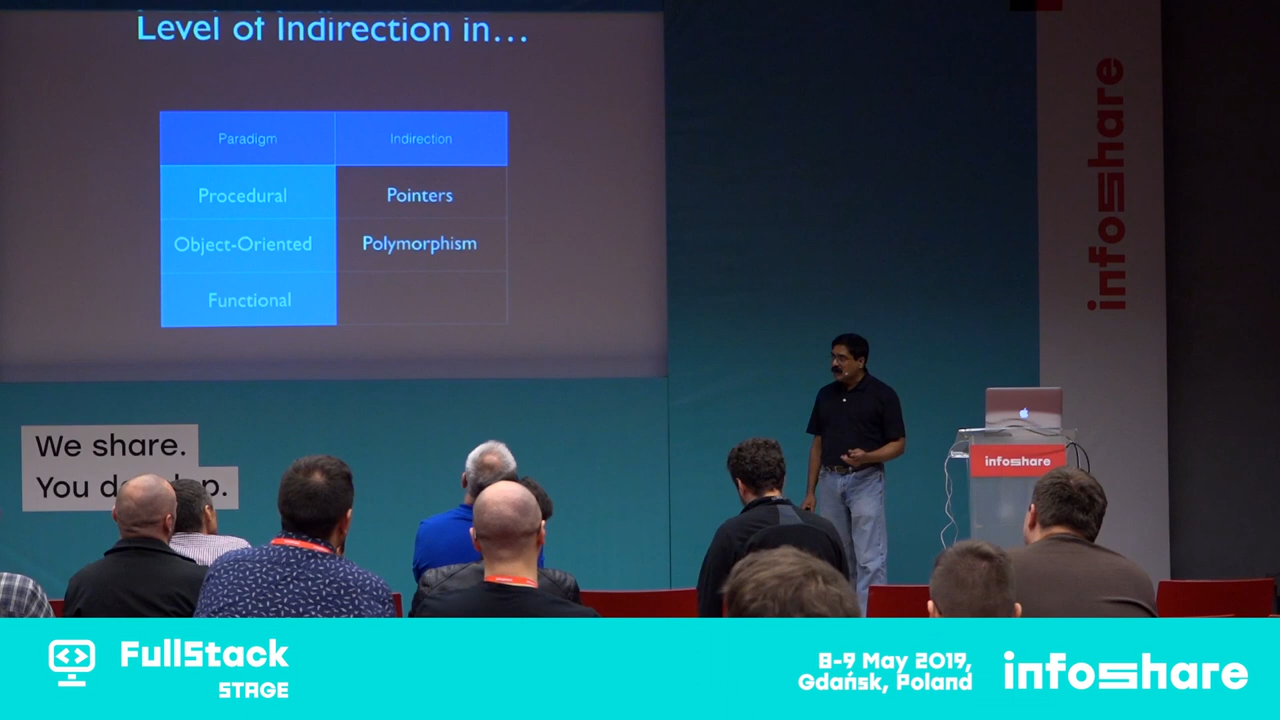 Level of Indirection in...
Paradigm Indirection
Procedural Pointers
Object-Oriented Polymorphism
Functional
infoshare
We share.
You p.
infoshare
FullStack
STAGE
8-9 May 2019,
Gdańsk, Poland
infoshare